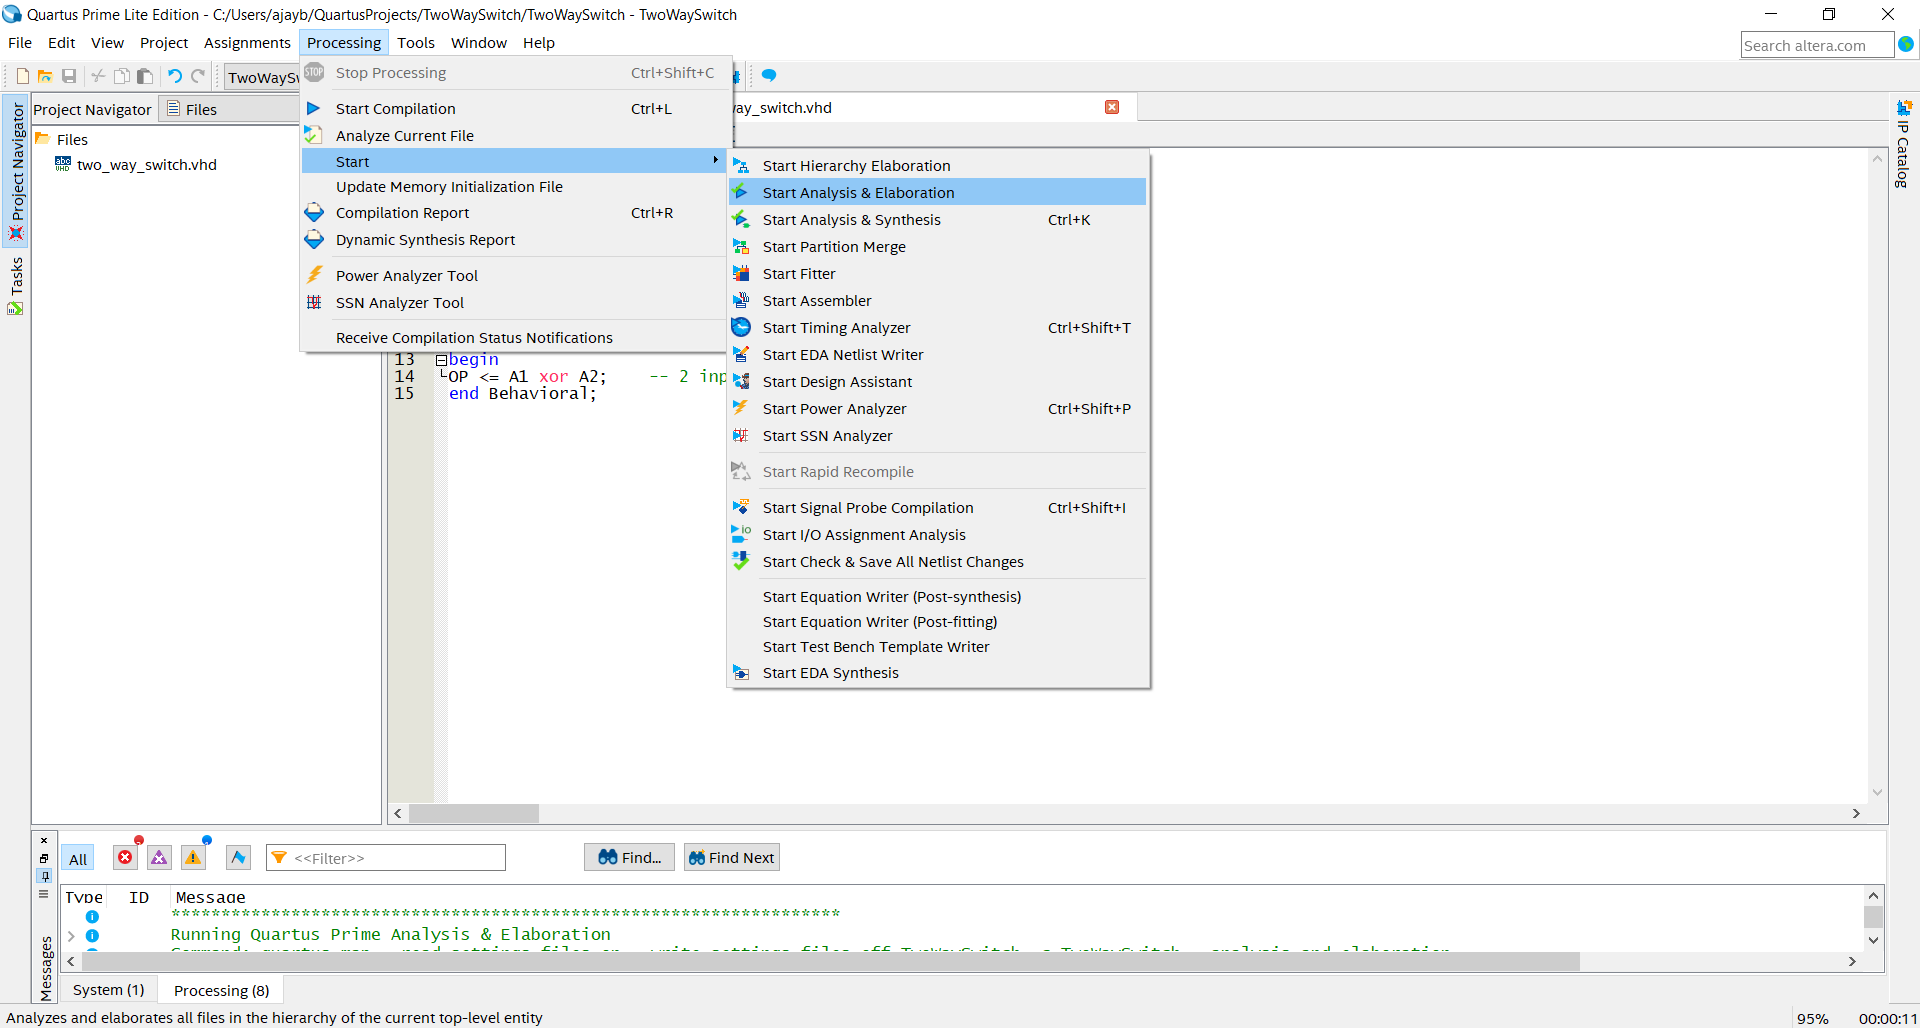 Quartus Prime Lite Edition - C:/Users/ajayb/QuartusProjects/TwoWaySwitch/TwoWaySwitch - TwoWaySwitch
File Edit View Project Assignments Processing Tools Window Help
Search altera.com
TwoWaySw
Project Navigator Files
Files
two_way_switch.vhd
Project Navigator
Tasks
STOP Stop Processing Ctrl+Shift+C
Start Compilation Ctrl+L
Analyze Current File
Start
Update Memory Initialization File
Compilation Report Ctrl+R
Dynamic Synthesis Report
Power Analyzer Tool
SSN Analyzer Tool
Receive Compilation Status Notifications
way_switch.vhd
IP Catalog
Start Hierarchy Elaboration
Start Analysis & Elaboration
Start Analysis & Synthesis Ctrl+K
Start Partition Merge
Start Fitter
Start Assembler
Start Timing Analyzer Ctrl+Shift+T
Start EDA Netlist Writer
Start Design Assistant
Start Power Analyzer Ctrl+Shift+P
Start SSN Analyzer
Start Rapid Recompile
Start Signal Probe Compilation Ctrl+Shift+I
Start I/O Assignment Analysis
Start Check & Save All Netlist Changes
Start Equation Writer (Post-synthesis)
Start Equation Writer (Post-fitting)
Start Test Bench Template Writer
Start EDA Synthesis
13 begin
14 OP <= A1 xor A2; -- 2 inp
15 end Behavioral;
All <<Filter>> Find... Find Next
Type ID Message
*******************************************************************
Running Quartus Prime Analysis & Elaboration
Messages
System (1) Processing (8)
Analyzes and elaborates all files in the hierarchy of the current top-level entity
95% 00:00:11